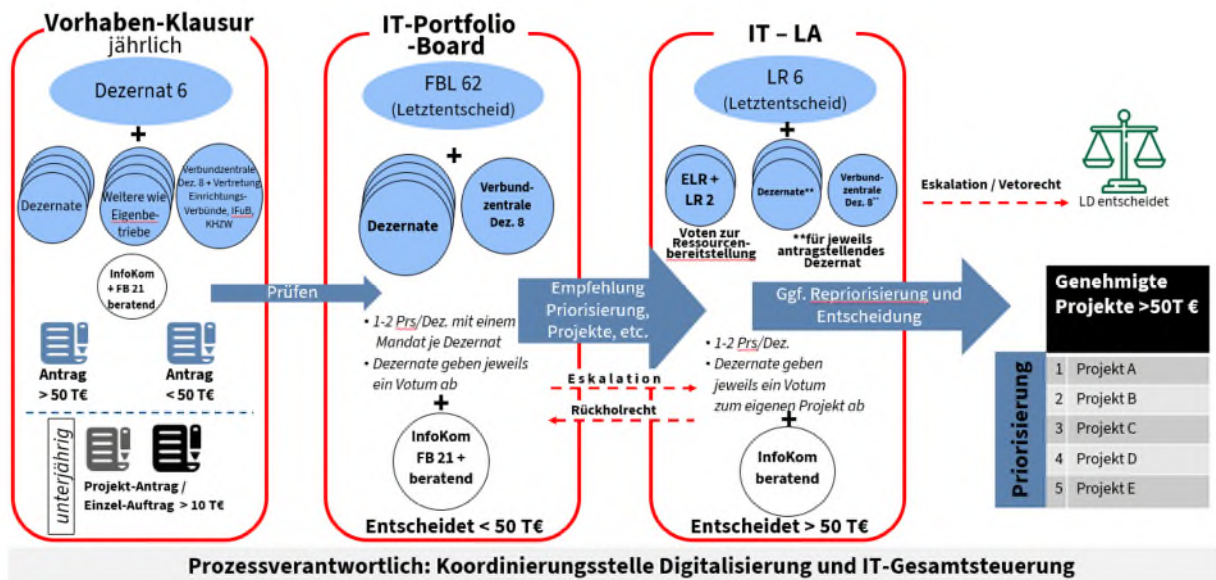 Vorhaben-Klausur
jährlich
Dezernat 6
+
Dezernate
Weitere wie
Eigenbe-
triebe
Verbundzentrale
Dez. 8 + Vertretung
Einrichtungs-
Verbünde, IFuB,
KHZW
InfoKom
+ FB 21
beratend
Antrag
> 50 T€
Antrag
<50 T€
unterjährig
Projekt-Antrag /
Einzel-Auftrag > 10 T€
Prüfen
IT-Portfolio
-Board
FBL 62
(Letztentscheid)
+
Dezernate
Verbund-
zentrale
Dez. 8
• 1-2 Prs/Dez. mit einem
Mandat je Dezernat
• Dezernate geben jeweils
ein Votum ab
+
InfoKom
FB 21 +
beratend
Entscheidet < 50 T€
Empfehlung
Priorisierung,
Projekte, etc.
Eskalation
Rückholrecht
IT – LA
LR 6
(Letztentscheid)
+
ELR +
LR 2
Dezernate**
Verbund-
zentrale
Dez. 8**
Voten zur
Ressourcen-
bereitstellung
**für jeweils
antragstellendes
Dezernat
Ggf. Repriorisierung und
Entscheidung
• 1-2 Prs/Dez.
• Dezernate geben
jeweils ein Votum
zum eigenen Projekt ab
+
InfoKom
beratend
Entscheidet > 50 T€
Eskalation / Vetorecht
LD entscheidet
Genehmigte
Projekte >50T €
Priorisierung
1 Projekt A
2 Projekt B
3 Projekt C
4 Projekt D
5 Projekt E
Prozessverantwortlich: Koordinierungsstelle Digitalisierung und IT-Gesamtsteuerung